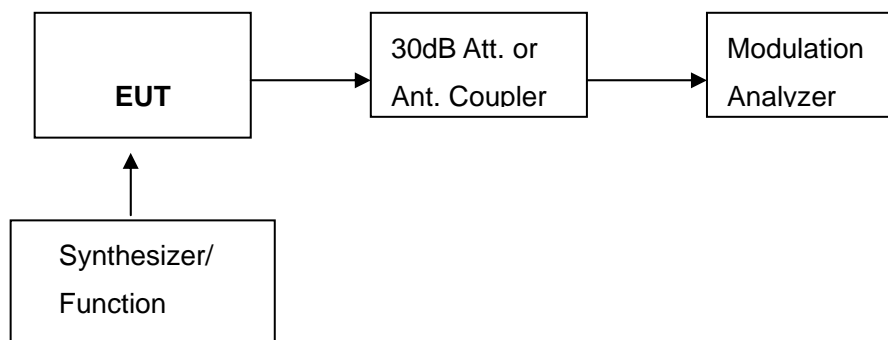 EUT
30dB Att. or
Ant. Coupler
Modulation
Analyzer
Synthesizer/
Function